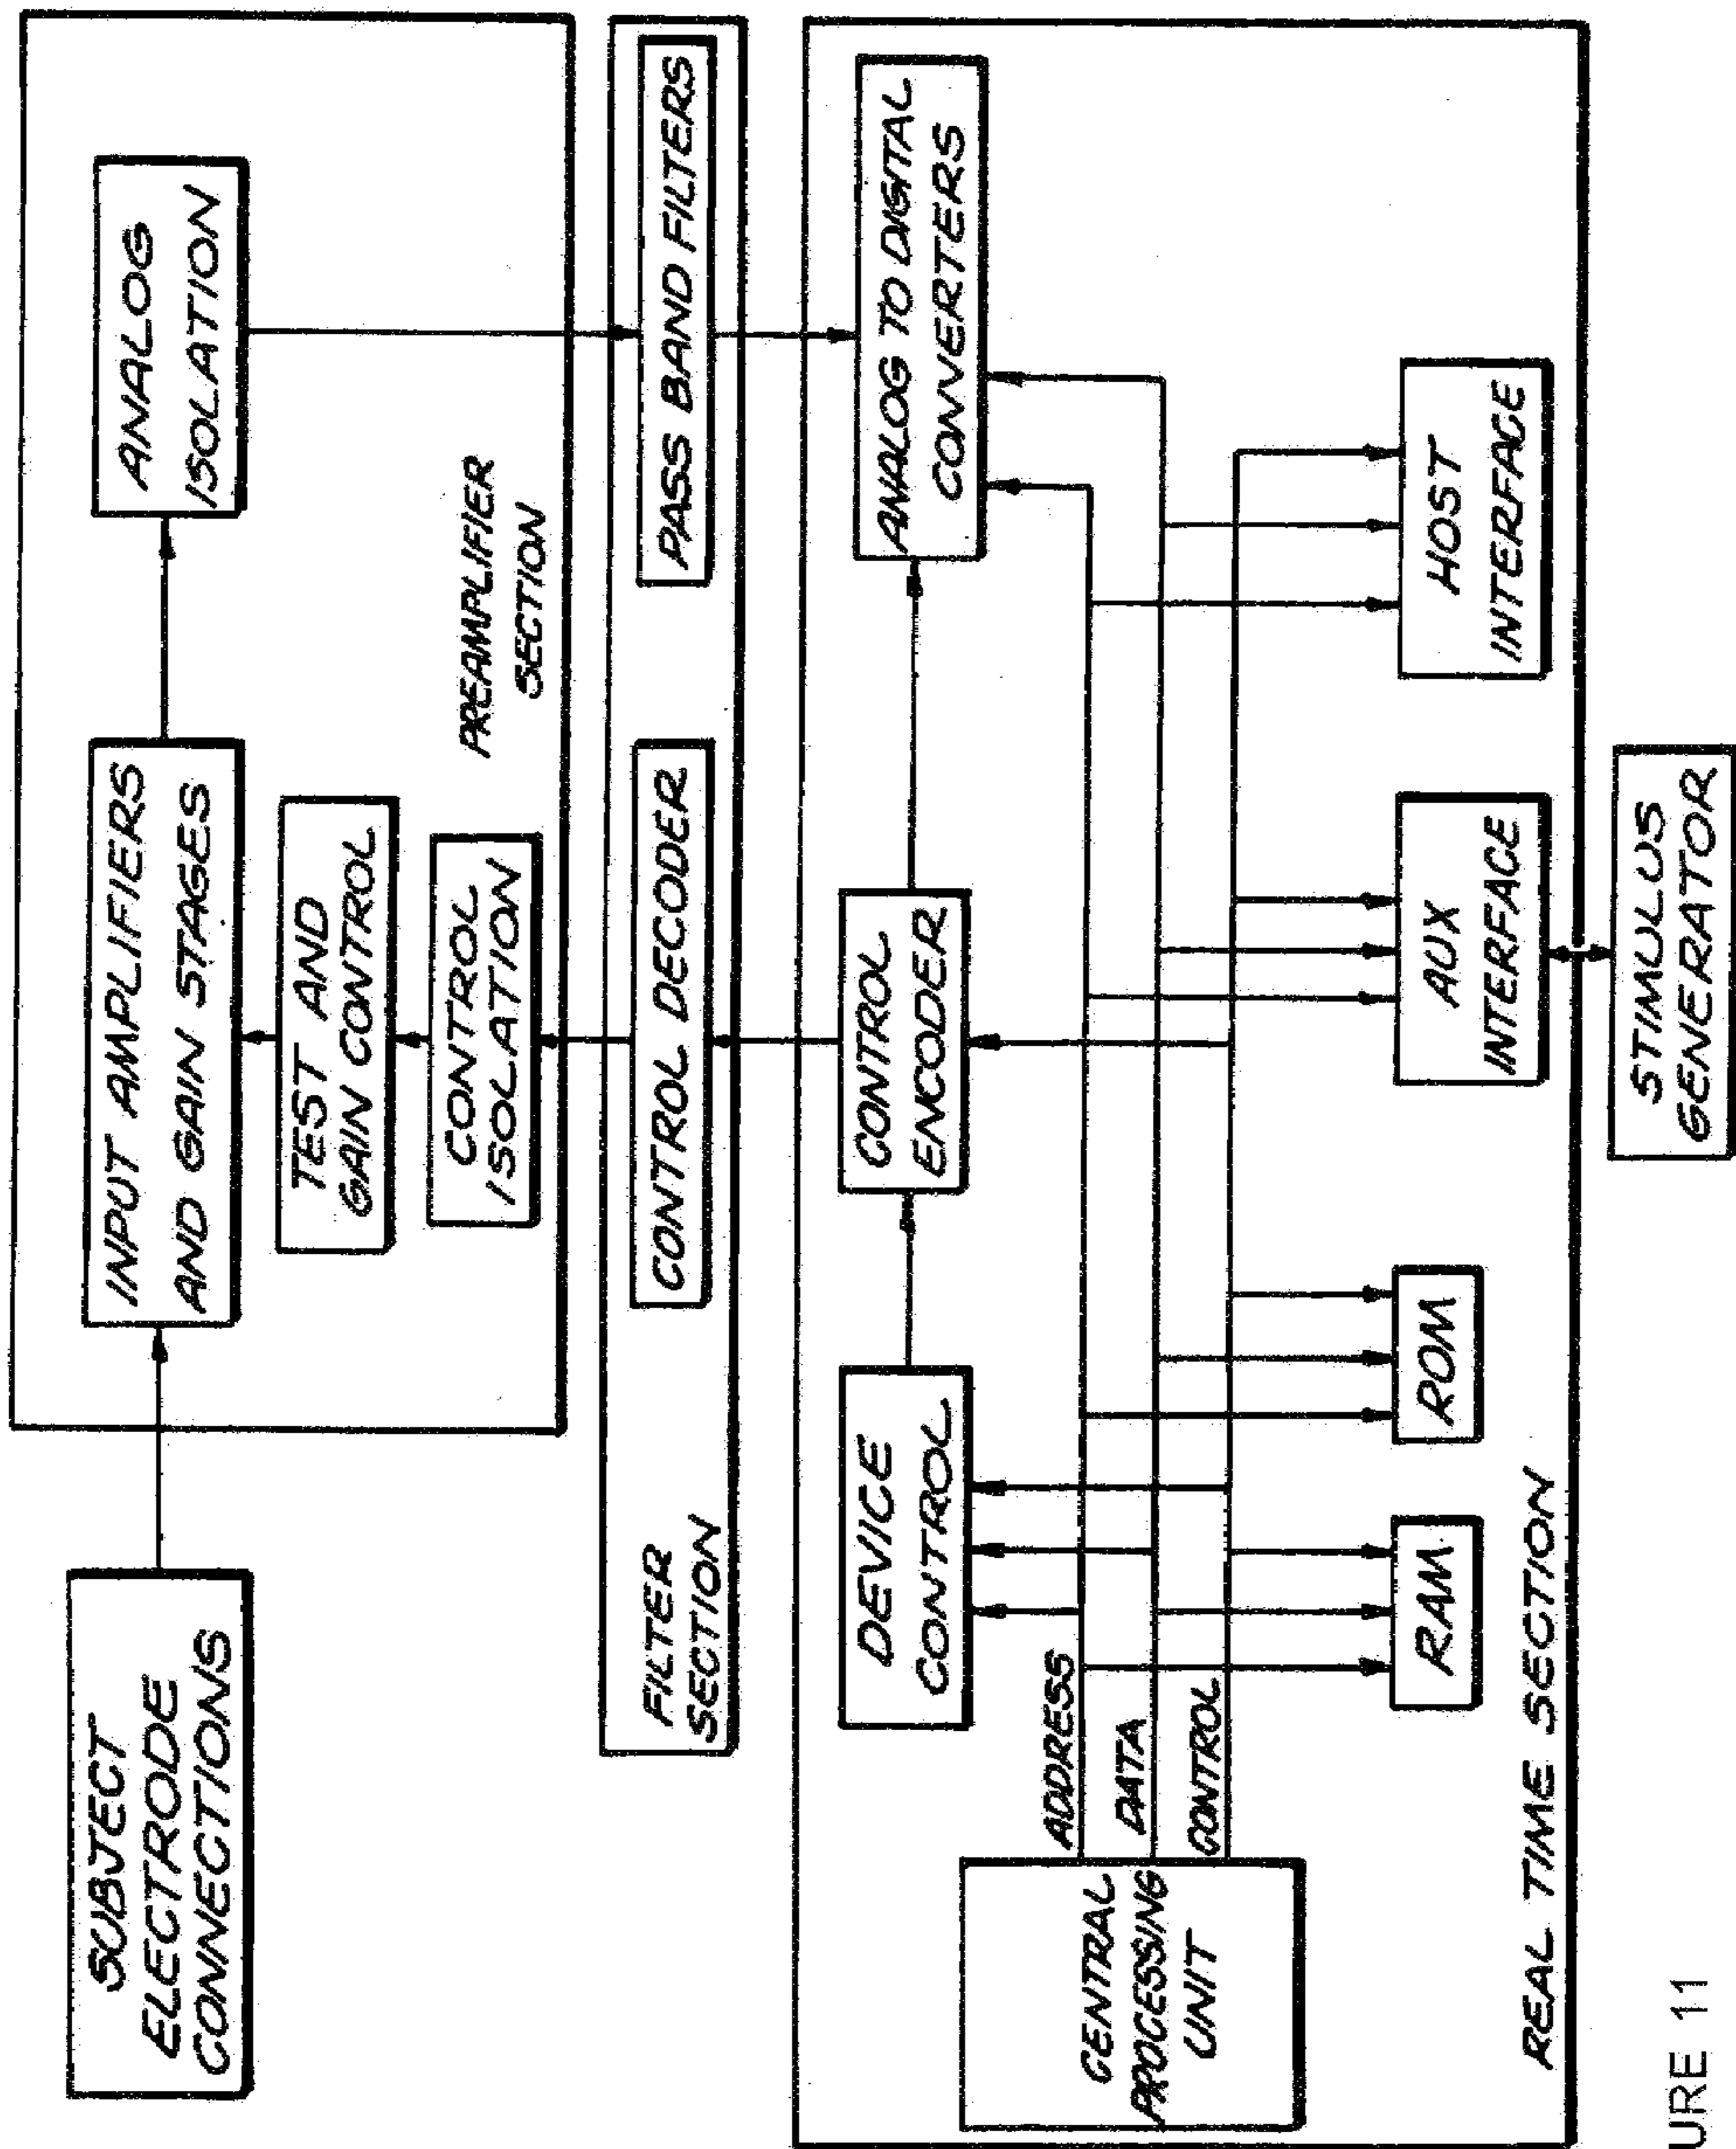 SUBJECT
ELECTRODE
CONNECTIONS
INPUT AMPLIFIERS
AND GAIN STAGES
ANALOG
ISOLATION
TEST AND
GAIN CONTROL
CONTROL
ISOLATION
PREAMPLIFIER
SECTION
FILTER
SECTION
CONTROL DECODER
PASS BAND FILTERS
DEVICE
CONTROL
CONTROL
ENCODER
ANALOG TO DIGITAL
CONVERTERS
CENTRAL
PROCESSING
UNIT
ADDRESS
DATA
CONTROL
RAM
ROM
AUX
INTERFACE
HOST
INTERFACE
REAL TIME SECTION
STIMULUS
GENERATOR
URE 11